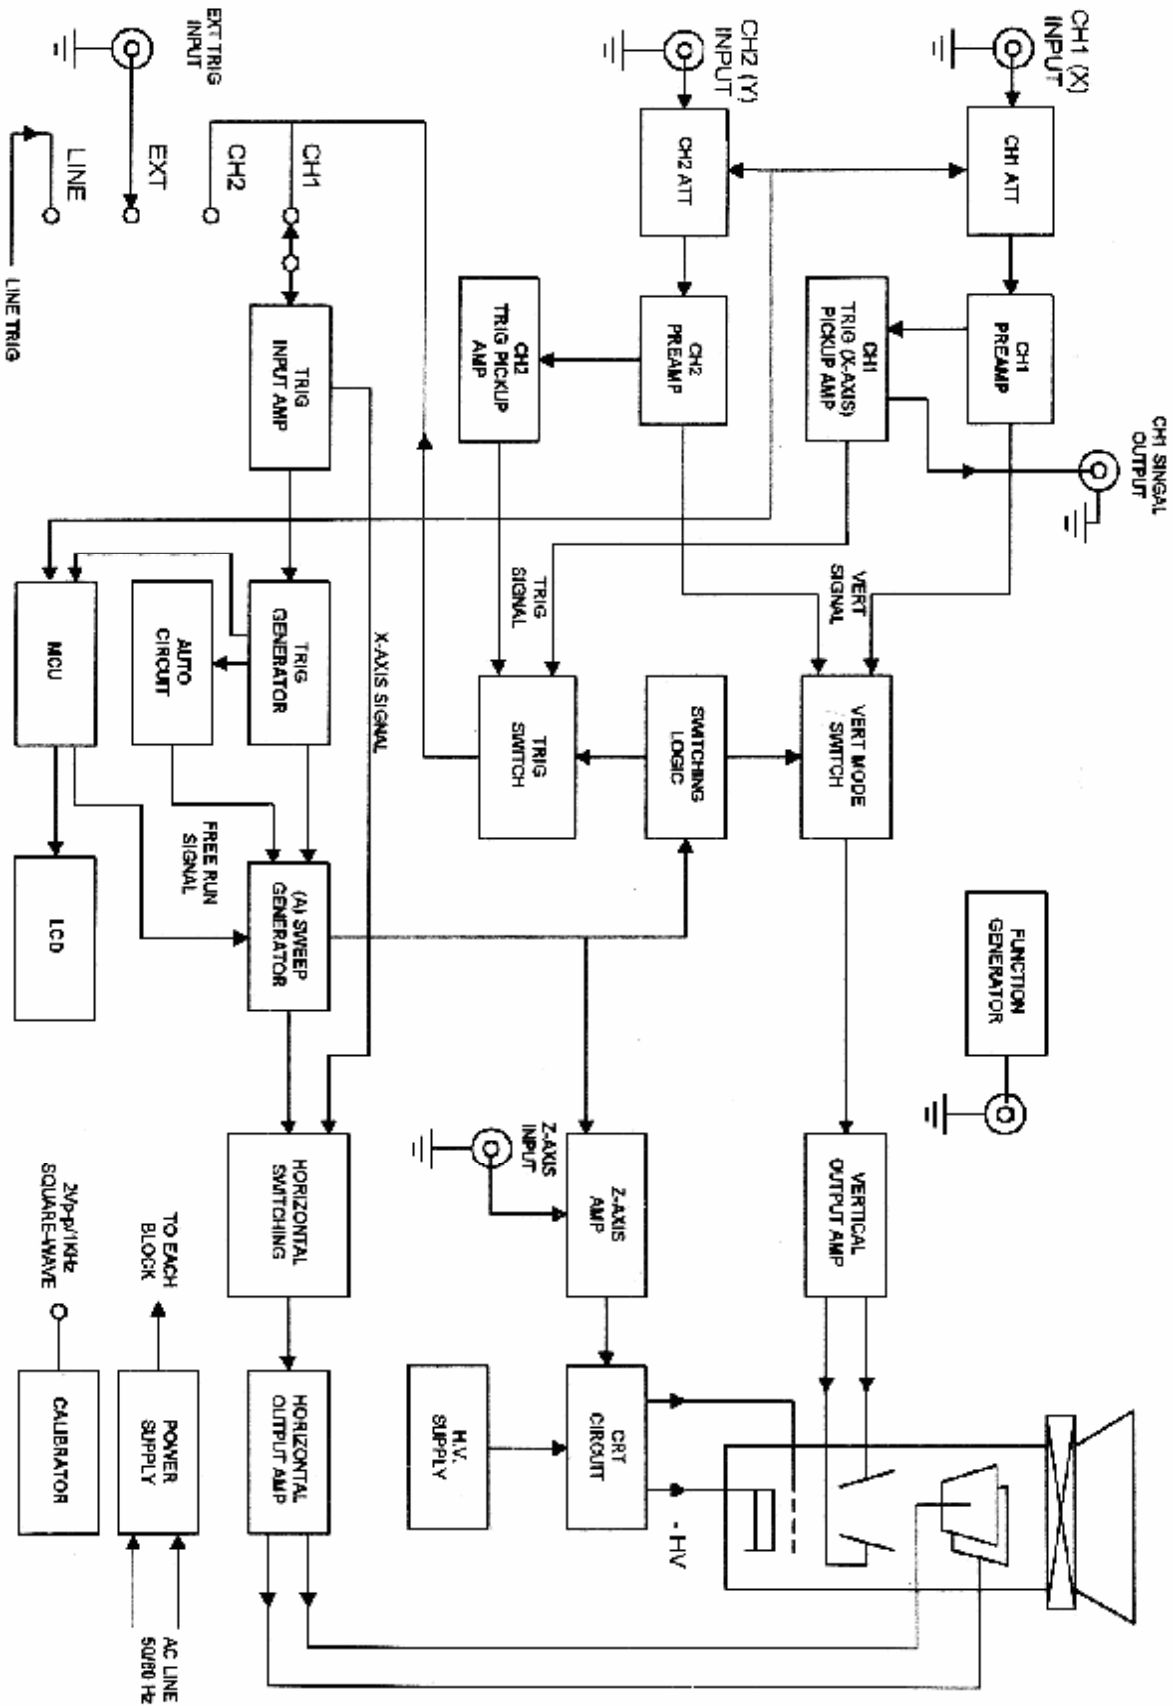 CH1 (X)
INPUT
CH1 ATT
CH1
PREAMP
CH1 SINGAL
OUTPUT
CH1
TRIG (X-AXIS)
PICKUP AMP
CH2 (Y)
INPUT
CH2 ATT
CH2
PREAMP
CH2
TRIG PICKUP
AMP
VERT
SIGNAL
VERT MODE
SWITCH
SWITCHING
LOGIC
TRIG
SIGNAL
TRIG
SWITCH
FUNCTION
GENERATOR
VERTICAL
OUTPUT AMP
Z-AXIS
INPUT
Z-AXIS
AMP
CRT
CIRCUIT
- HV
H.V.
SUPPLY
EXT TRIG
INPUT
CH1
CH2
EXT
LINE
LINE TRIG
TRIG
INPUT AMP
X-AXIS SIGNAL
TRIG
GENERATOR
AUTO
CIRCUIT
MCU
FREE RUN
SIGNAL
(A) SWEEP
GENERATOR
LCD
HORIZONTAL
SWITCHING
HORIZONTAL
OUTPUT AMP
TO EACH
BLOCK
POWER
SUPPLY
AC LINE
50/60 Hz
2Vp-p/1KHz
SQUARE-WAVE
CALIBRATOR